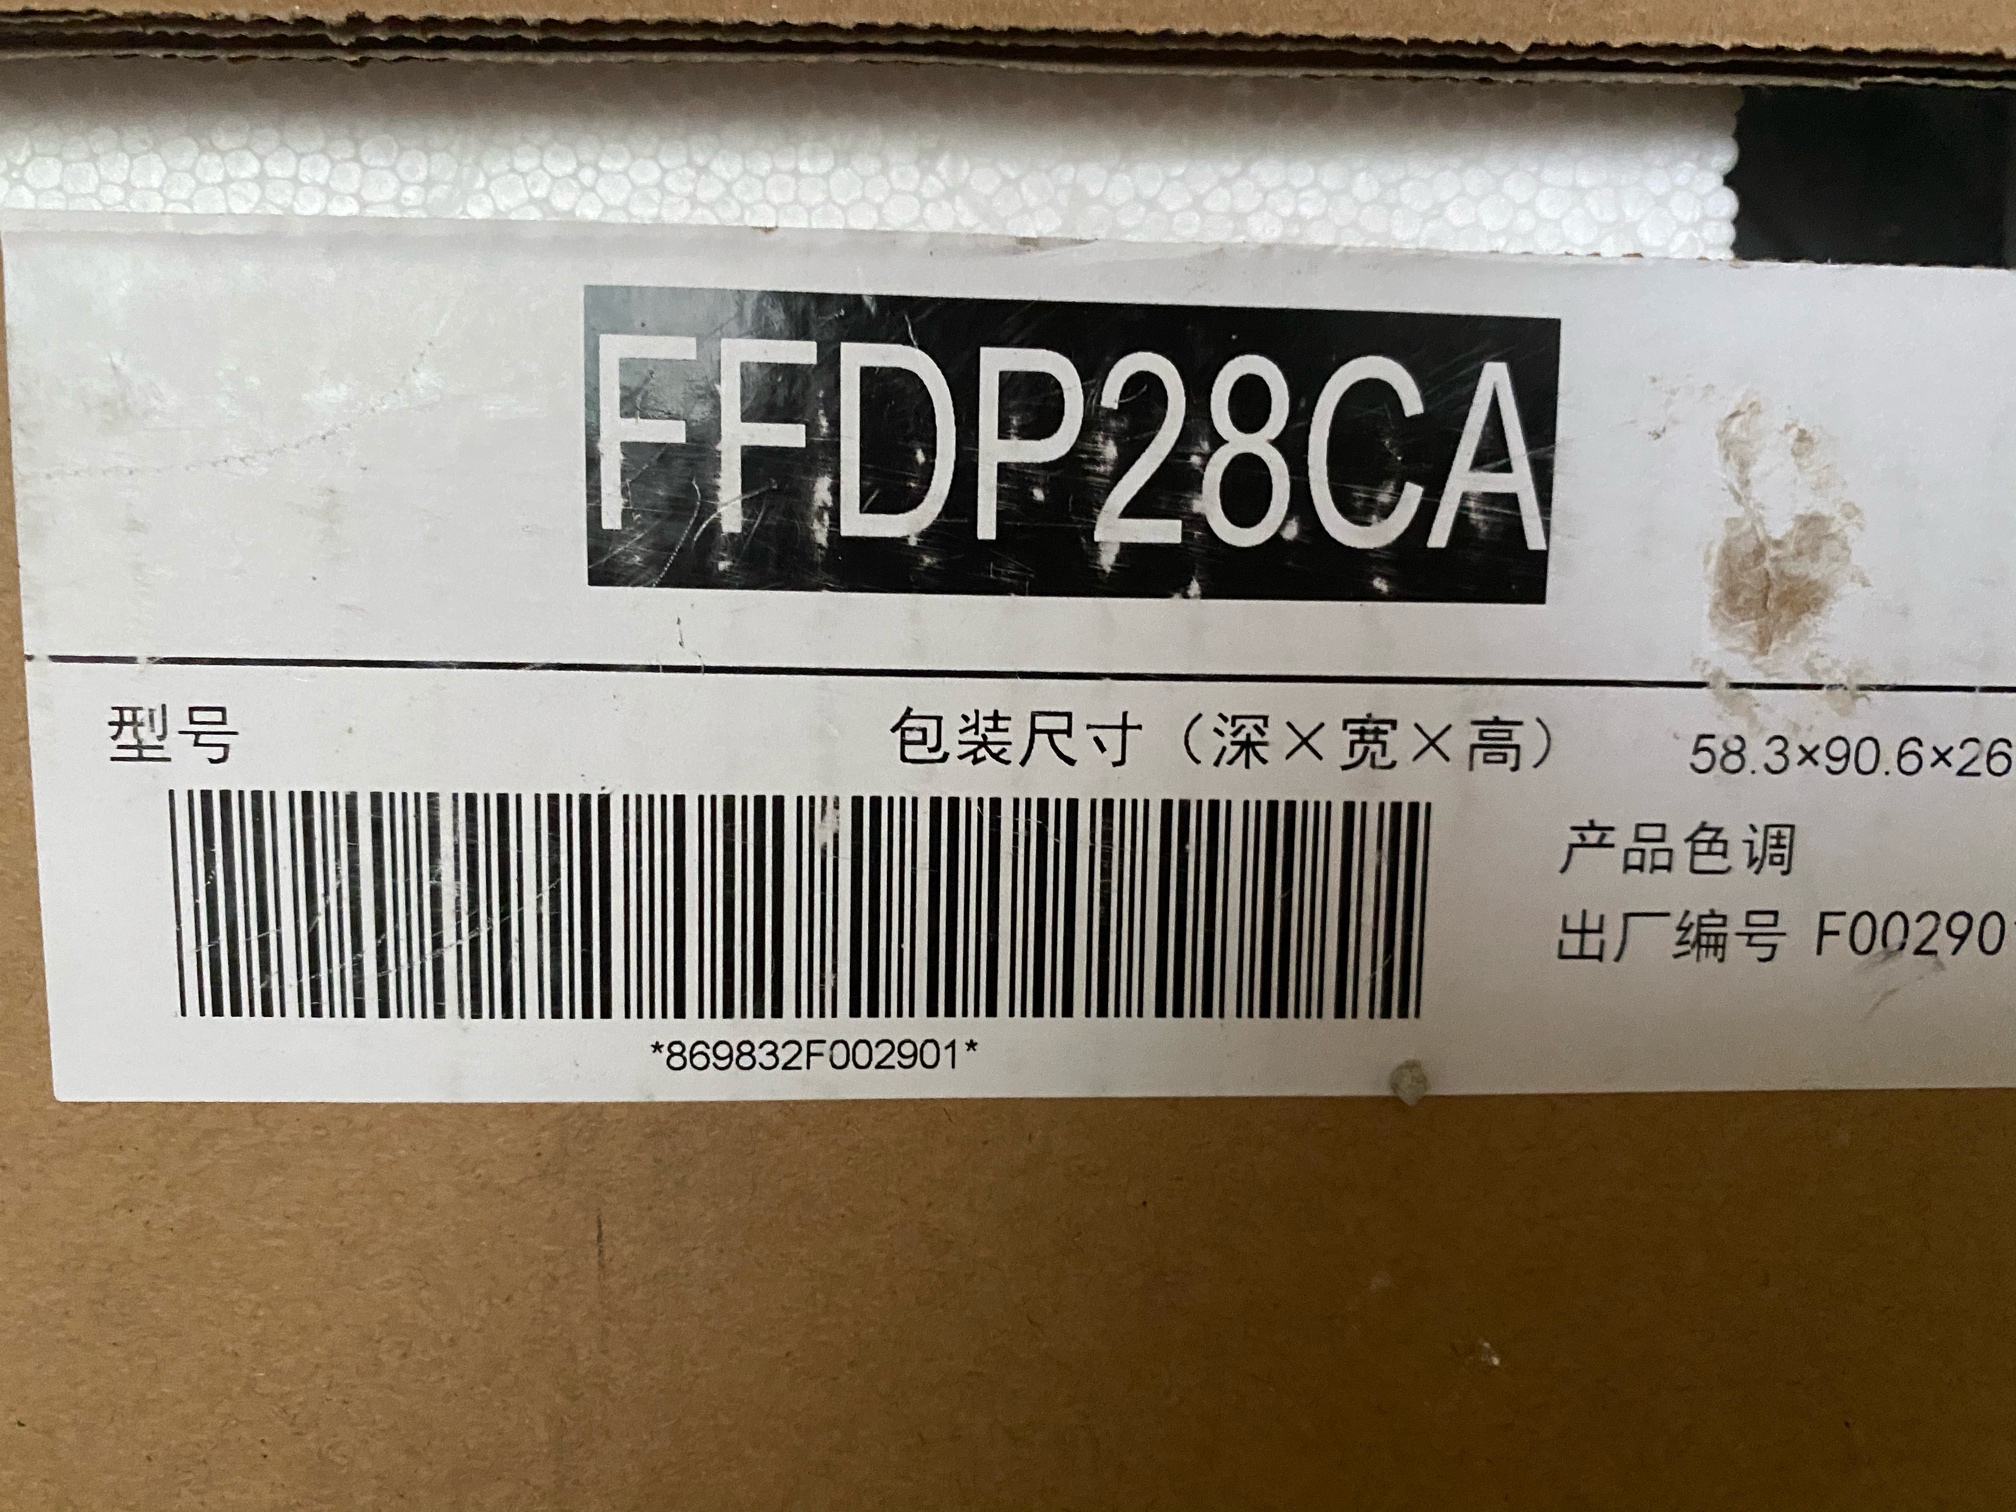 FFDP28CA
型号
包装尺寸（深×宽×高） 58.3×90.6×26
产品色调
出厂编号 F00290
*869832F002901*